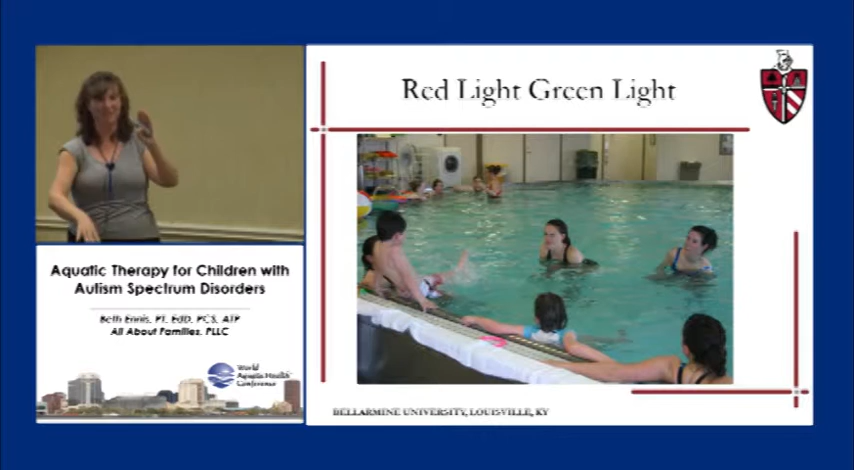 Red Light Green Light
Aquatic Therapy for Children with
Autism Spectrum Disorders
Beth Ennis, PT, EdD, PCS, ATP
All About Families, PLLC
World
Aquatic Health™
Conference
BELLARMINE UNIVERSITY, LOUISVILLE, KY